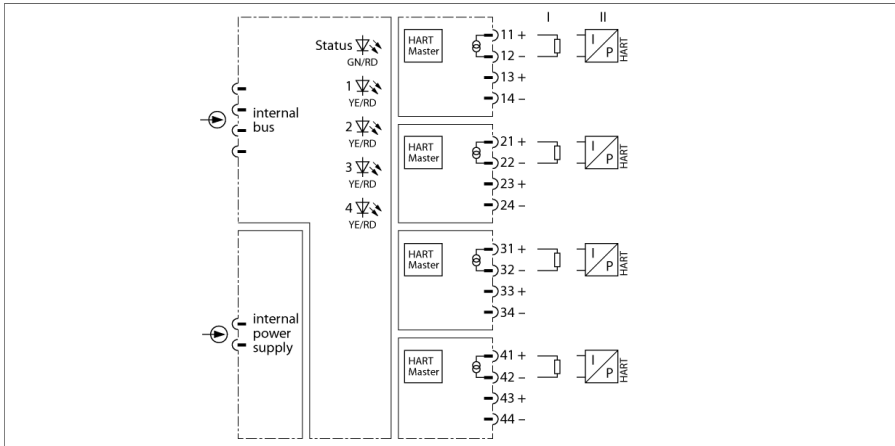 I II
Status
GN/RD
1
YE/RD
2
YE/RD
3
YE/RD
4
YE/RD
internal
bus
internal
power
supply
HART
Master
11 +
12 –
13 +
14 –
I
P
HART
HART
Master
21 +
22 –
23 +
24 –
I
P
HART
HART
Master
31 +
32 –
33 +
34 –
I
P
HART
HART
Master
41 +
42 –
43 +
44 –
I
P
HART